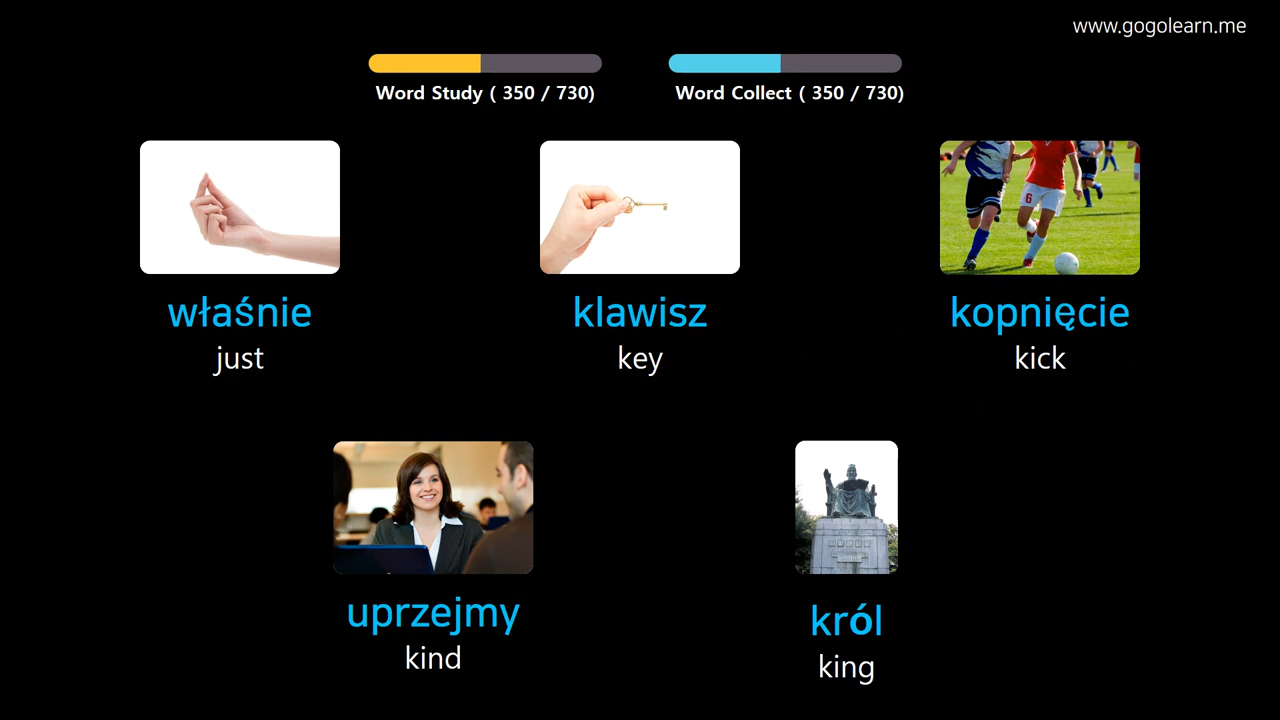 www.gogolearn.me
Word Study ( 350 / 730)
Word Collect ( 350 / 730)
właśnie
just
klawisz
key
kopnięcie
kick
6
uprzejmy
kind
król
king